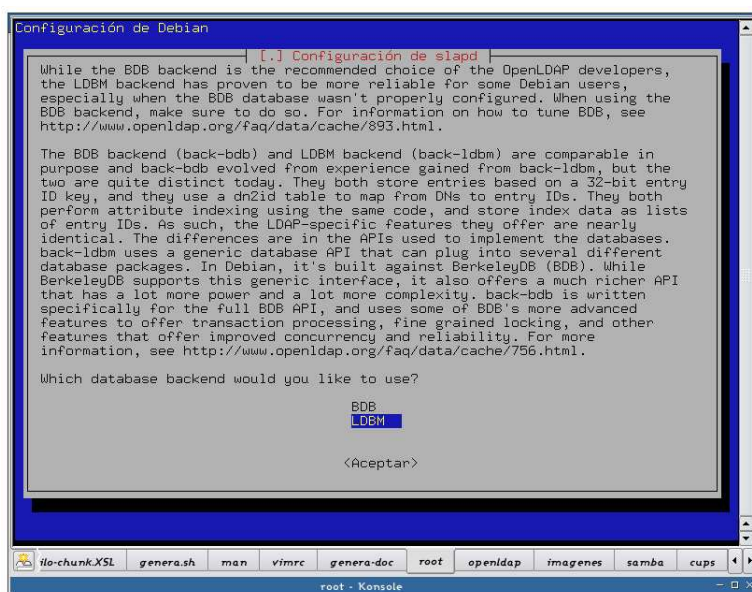 Configuración de Debian
[.] Configuración de slapd
While the BDB backend is the recommended choice of the OpenLDAP developers,
the LDBM backend has proven to be more reliable for some Debian users,
especially when the BDB database wasn't properly configured. When using the
BDB backend, make sure to do so. For information on how to tune BDB, see
http://www.openldap.org/faq/data/cache/893.html.
The BDB backend (back-bdb) and LDBM backend (back-ldbm) are comparable in
purpose and back-bdb evolved from experience gained from back-ldbm, but the
two are quite distinct today. They both store entries based on a 32-bit entry
ID key, and they use a dn2id table to map from DNs to entry IDs. They both
perform attribute indexing using the same code, and store index data as lists
of entry IDs. As such, the LDAP-specific features they offer are nearly
identical. The differences are in the APIs used to implement the databases.
back-ldbm uses a generic database API that can plug into several different
database packages. In Debian, it's built against BerkeleyDB (BDB). While
BerkeleyDB supports this generic interface, it also offers a much richer API
that has a lot more power and a lot more complexity. back-bdb is written
specifically for the full BDB API, and uses some of BDB's more advanced
features to offer transaction processing, fine grained locking, and other
features that offer improved concurrency and reliability. For more
information, see http://www.openldap.org/faq/data/cache/756.html.
Which database backend would you like to use?
BDB
LDBM
<Aceptar>
ilo-chunk.XSL genera.sh man vimrc genera-doc root openldap imagenes samba cups
root - Konsole